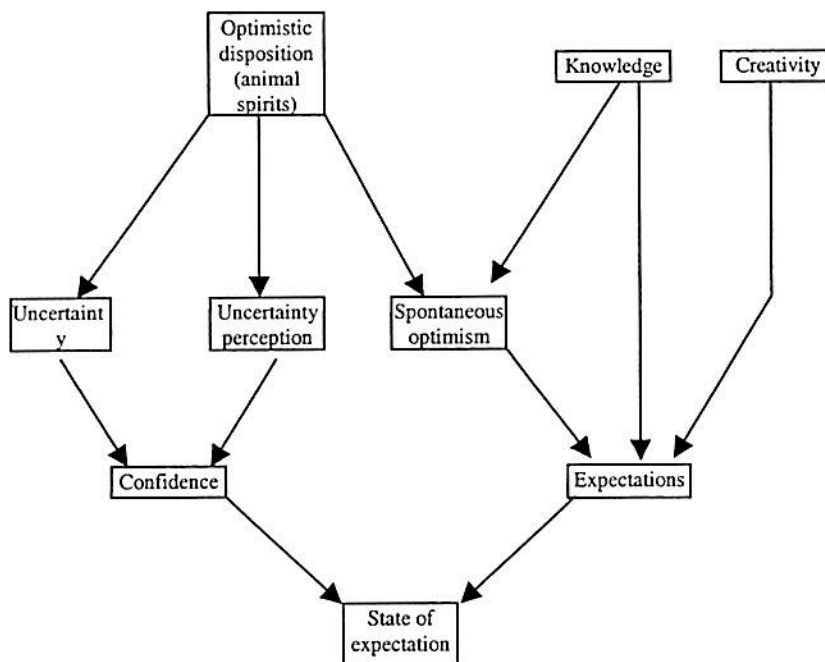 Optimistic
disposition
(animal
spirits)
Knowledge
Creativity
Uncertaint
y
Uncertainty
perception
Spontaneous
optimism
Confidence
Expectations
State of
expectation